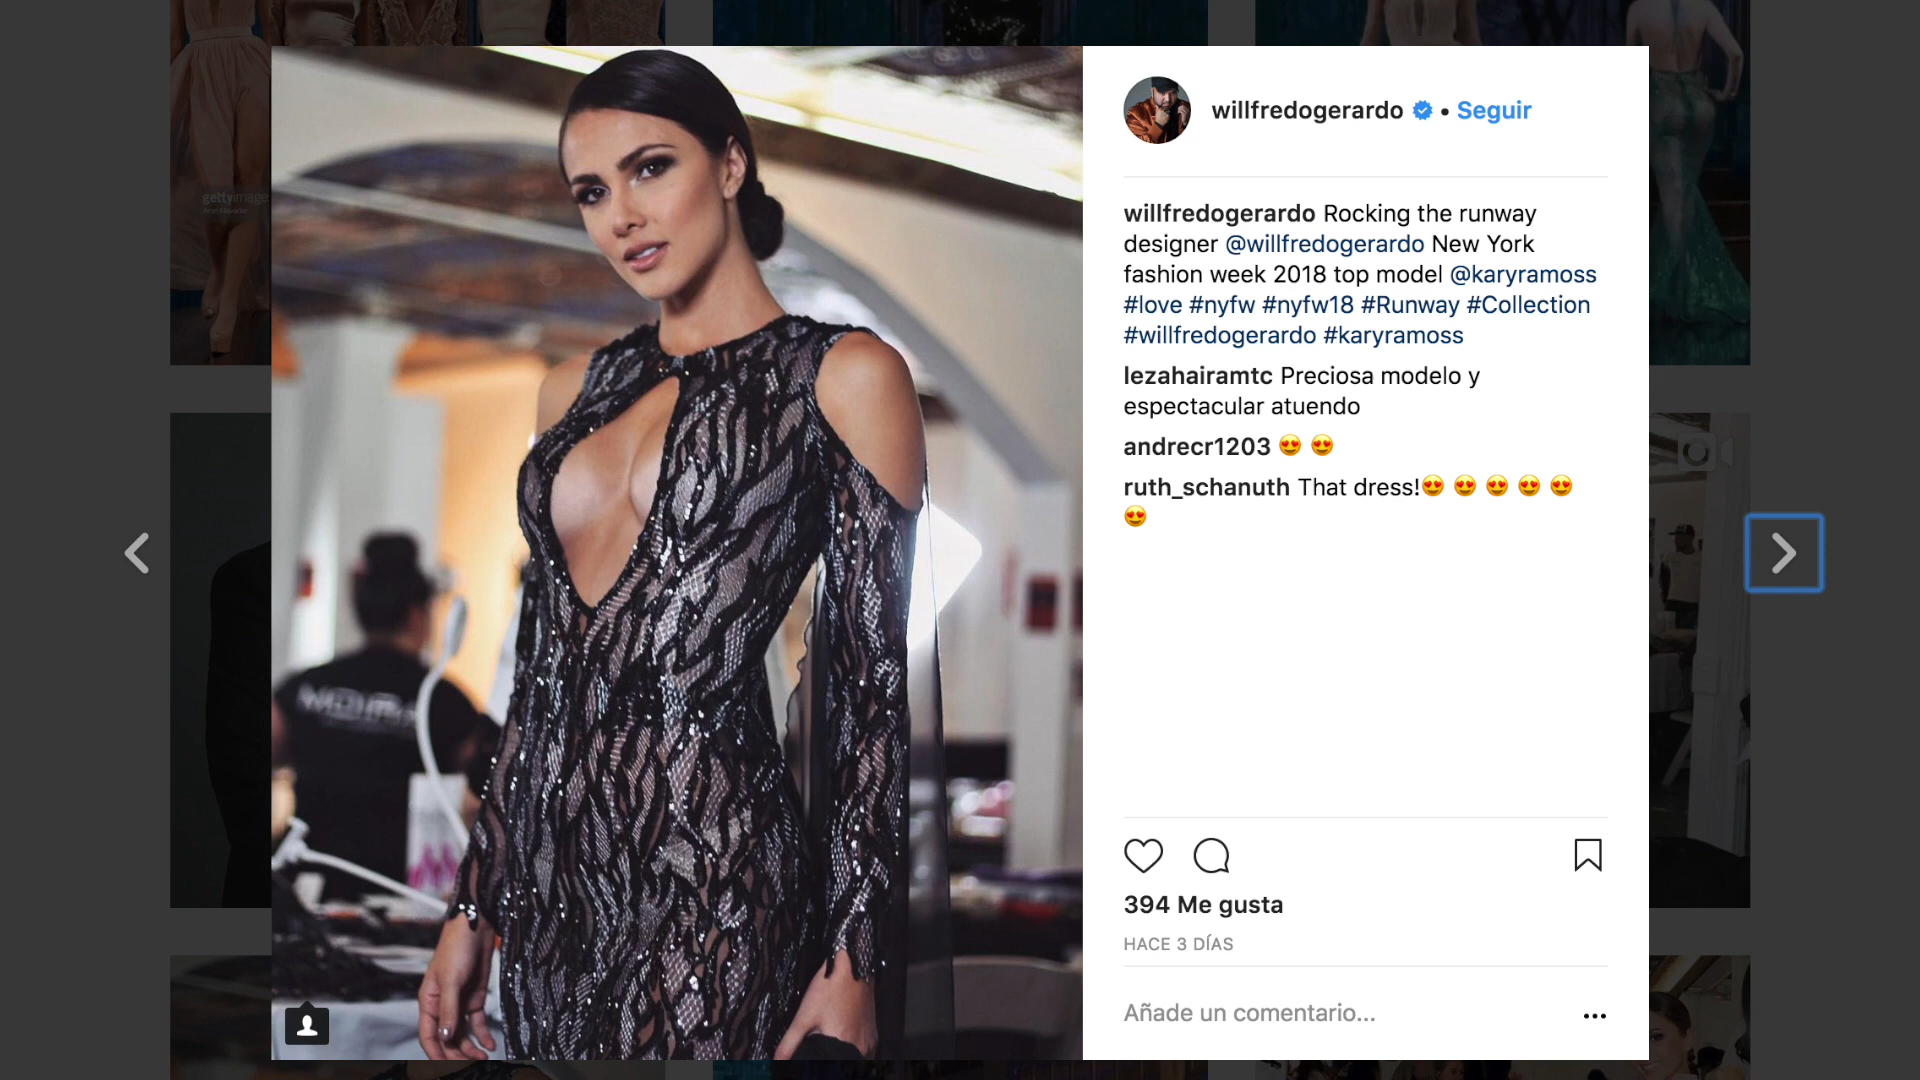 gettyimage
willfredogerardo • Seguir
willfredogerardo Rocking the runway
designer @willfredogerardo New York
fashion week 2018 top model @karyramoss
#love #nyfw #nyfw18 #Runway #Collection
#willfredogerardo #karyramoss
lezahairamtc Preciosa modelo y
espectacular atuendo
andrecr1203 😍 😍
ruth_schanuth That dress!😍 😍 😍 😍 😍
😍
394 Me gusta
HACE 3 DÍAS
Añade un comentario...